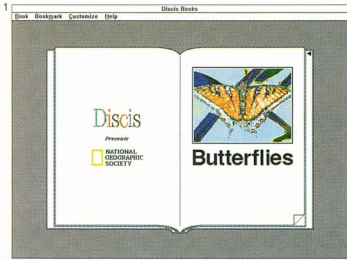 1
Discis Books
Book Bookmark Customize Help
Discis
Presents
NATIONAL
GEOGRAPHIC
SOCIETY
Butterflies